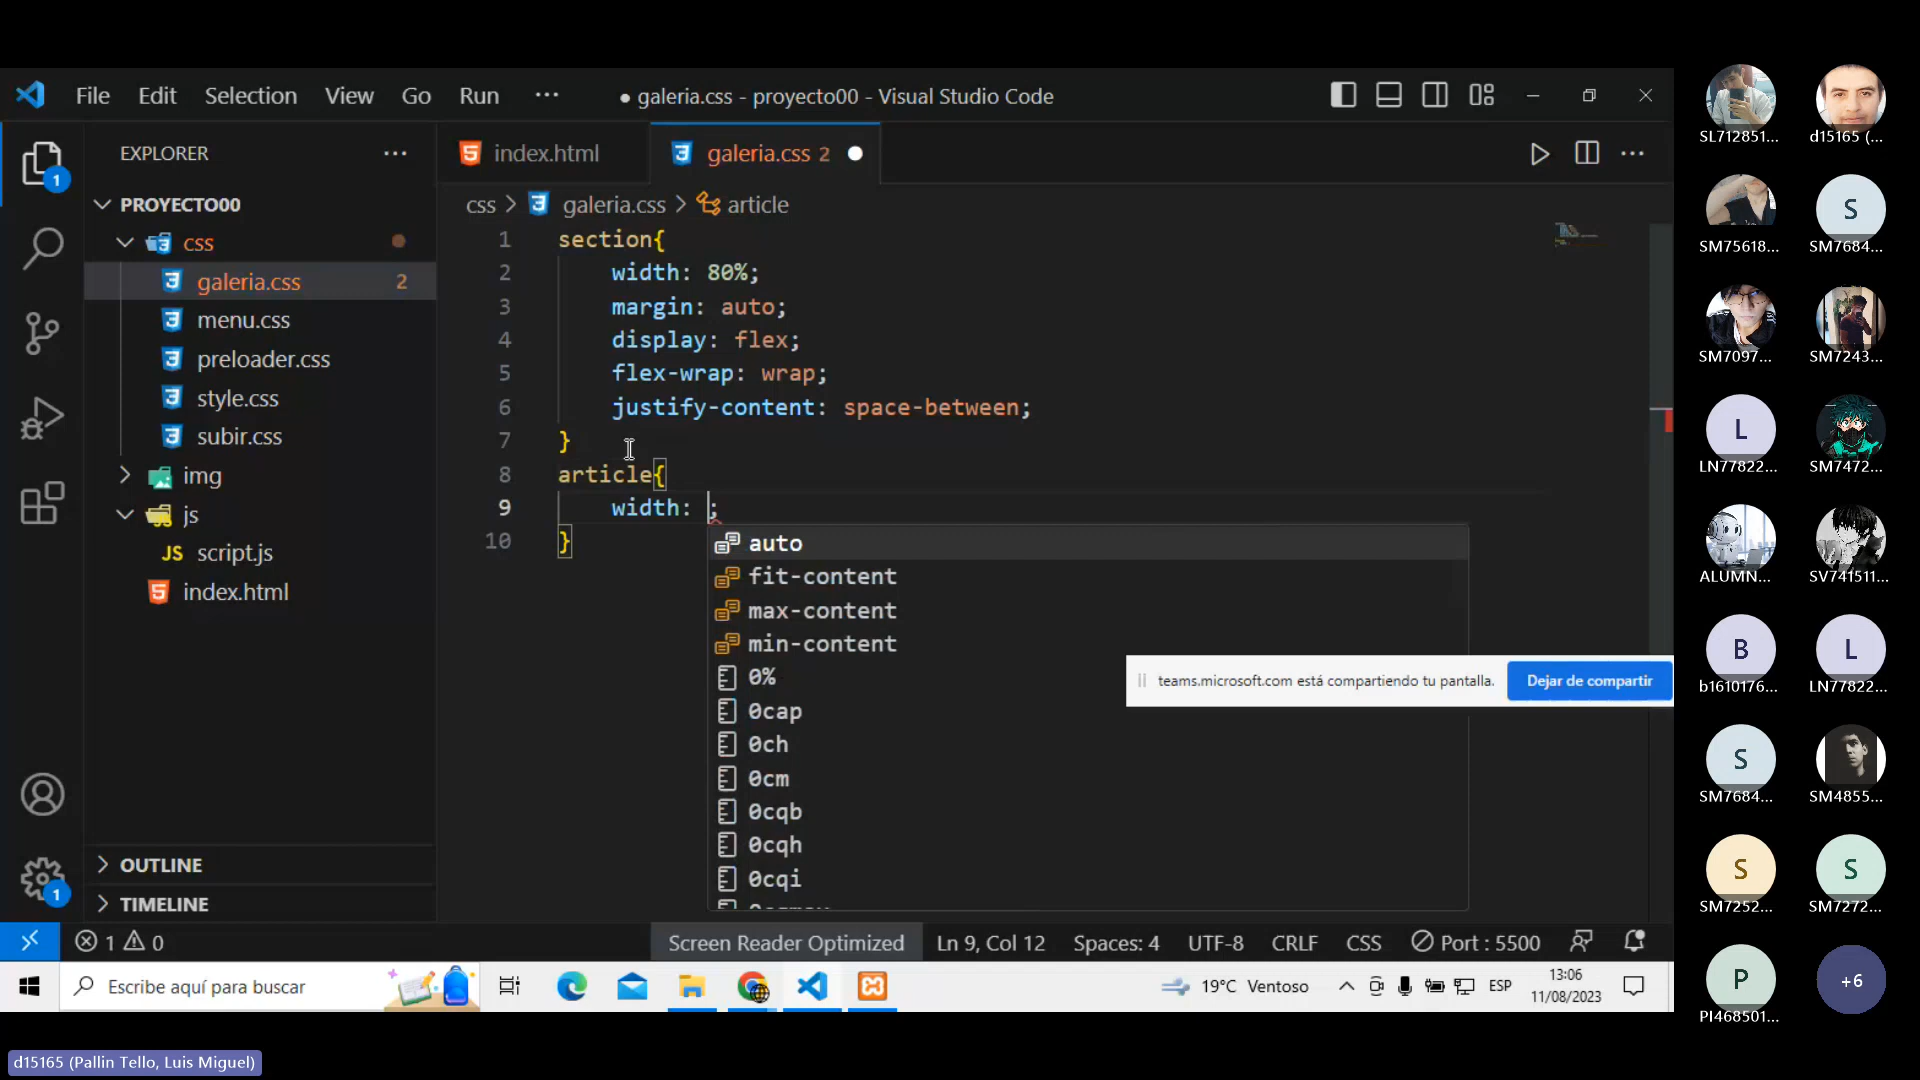 File Edit Selection View Go Run ··· ● galeria.css - proyecto00 - Visual Studio Code
EXPLORER ···
PROYECTO00
css
galeria.css 2
menu.css
preloader.css
style.css
subir.css
img
js
JS script.js
index.html
OUTLINE
TIMELINE
1
1
index.html
galeria.css 2
css > galeria.css > article
1 section{
2 width: 80%;
3 margin: auto;
4 display: flex;
5 flex-wrap: wrap;
6 justify-content: space-between;
7 }
8 article{
9 width: ;
10 }
auto
fit-content
max-content
min-content
0%
0cap
0ch
0cm
0cqb
0cqh
0cqi
teams.microsoft.com está compartiendo tu pantalla. Dejar de compartir
1 0 Screen Reader Optimized Ln 9, Col 12 Spaces: 4 UTF-8 CRLF CSS Port : 5500
Escribe aquí para buscar
19°C Ventoso
ESP
13:06
11/08/2023
SL712851... d15165 (...
S
SM75618... SM7684...
SM7097... SM7243...
L
LN77822... SM7472...
ALUMN... SV741511...
B L
b1610176... LN77822...
S
SM7684... SM4855...
S S
SM7252... SM7272...
P +6
PI468501...
d15165 (Pallin Tello, Luis Miguel)